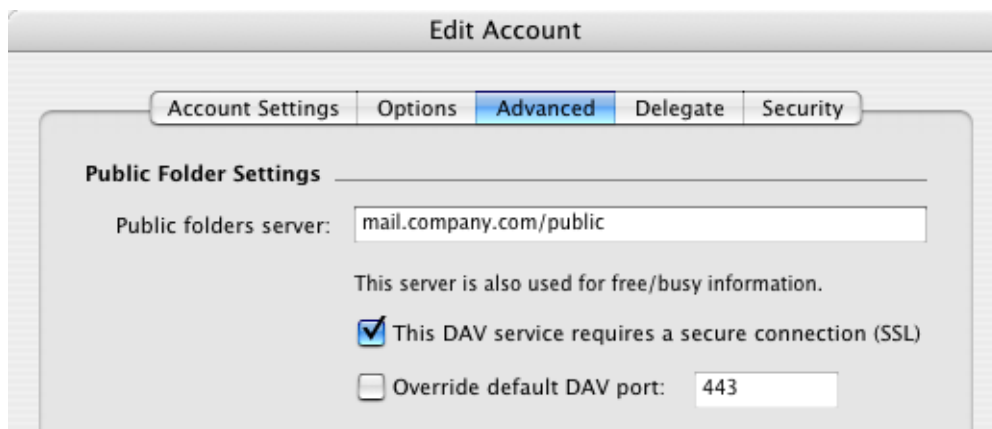 Edit Account
Account Settings Options Advanced Delegate Security
Public Folder Settings
Public folders server: mail.company.com/public
This server is also used for free/busy information.
This DAV service requires a secure connection (SSL)
Override default DAV port: 443